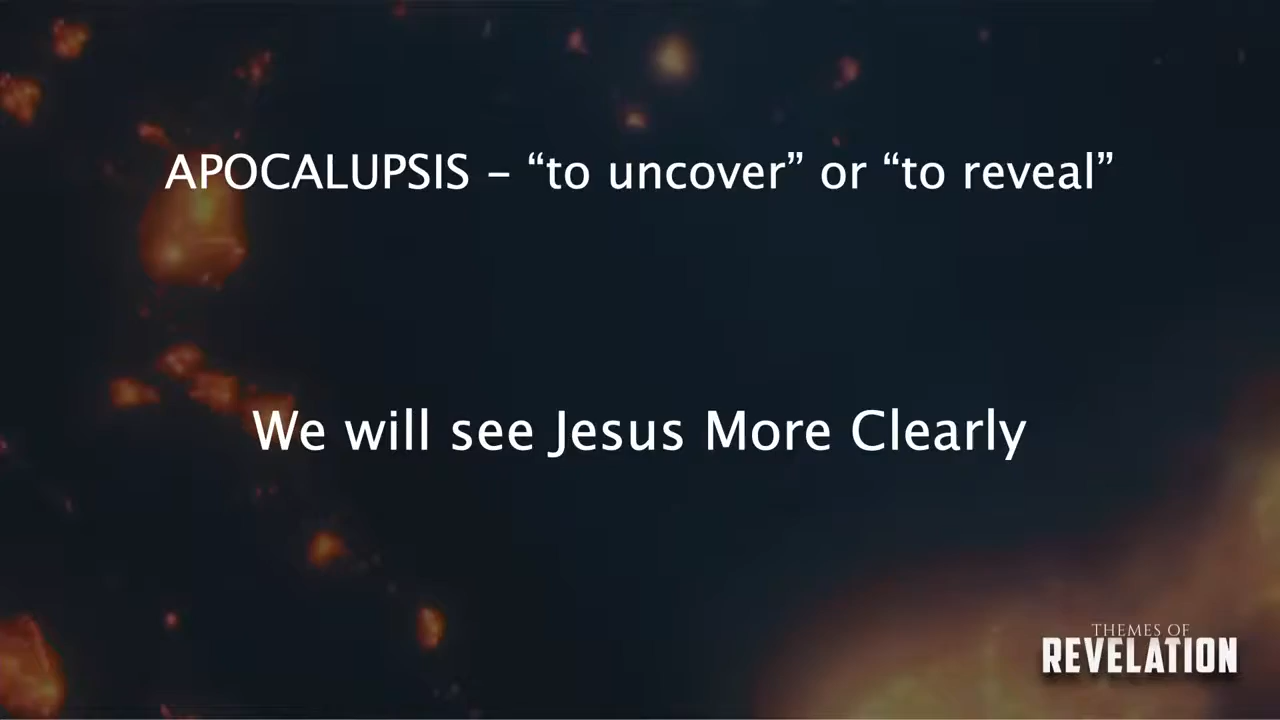 APOCALUPSIS – “to uncover” or “to reveal”
We will see Jesus More Clearly
THEMES OF
REVELATION